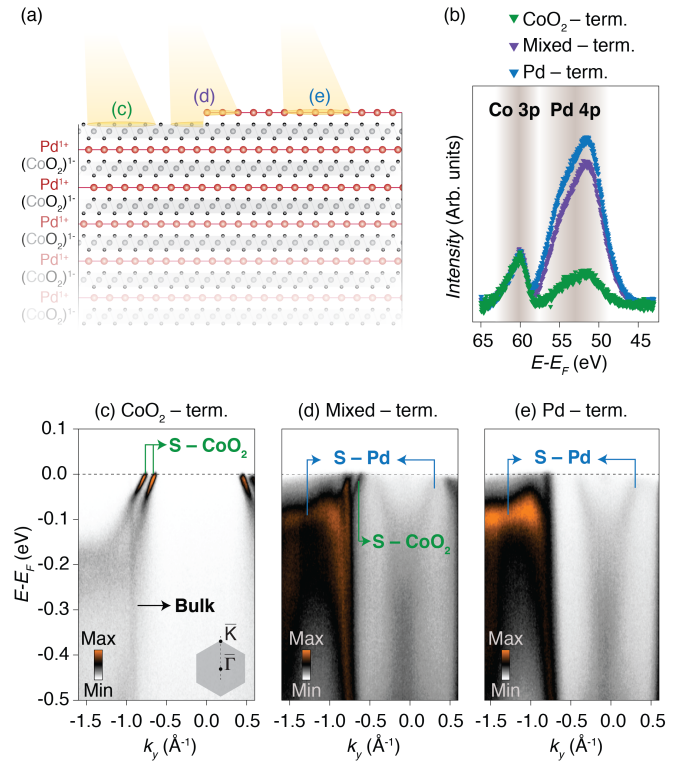 (a)
(c)
(d)
(e)
Pd¹⁺
(CoO₂)¹⁻
Pd¹⁺
(CoO₂)¹⁻
Pd¹⁺
(CoO₂)¹⁻
Pd¹⁺
(CoO₂)¹⁻
Pd¹⁺
(CoO₂)¹⁻
(b)
CoO₂ – term.
Mixed – term.
Pd – term.
Co 3p Pd 4p
Intensity (Arb. units)
65 60 55 50 45
E-E_F (eV)
(c) CoO₂ – term.
0.1
0.0
-0.1
-0.2
-0.3
-0.4
-0.5
E-E_F (eV)
S – CoO₂
Bulk
Max
Min
K̅
Γ̅
-1.5 -1.0 -0.5 0.0 0.5
k_y (Å⁻¹)
(d) Mixed – term.
S – Pd
S – CoO₂
Max
Min
-1.5 -1.0 -0.5 0.0 0.5
k_y (Å⁻¹)
(e) Pd – term.
S – Pd
Max
Min
-1.5 -1.0 -0.5 0.0 0.5
k_y (Å⁻¹)